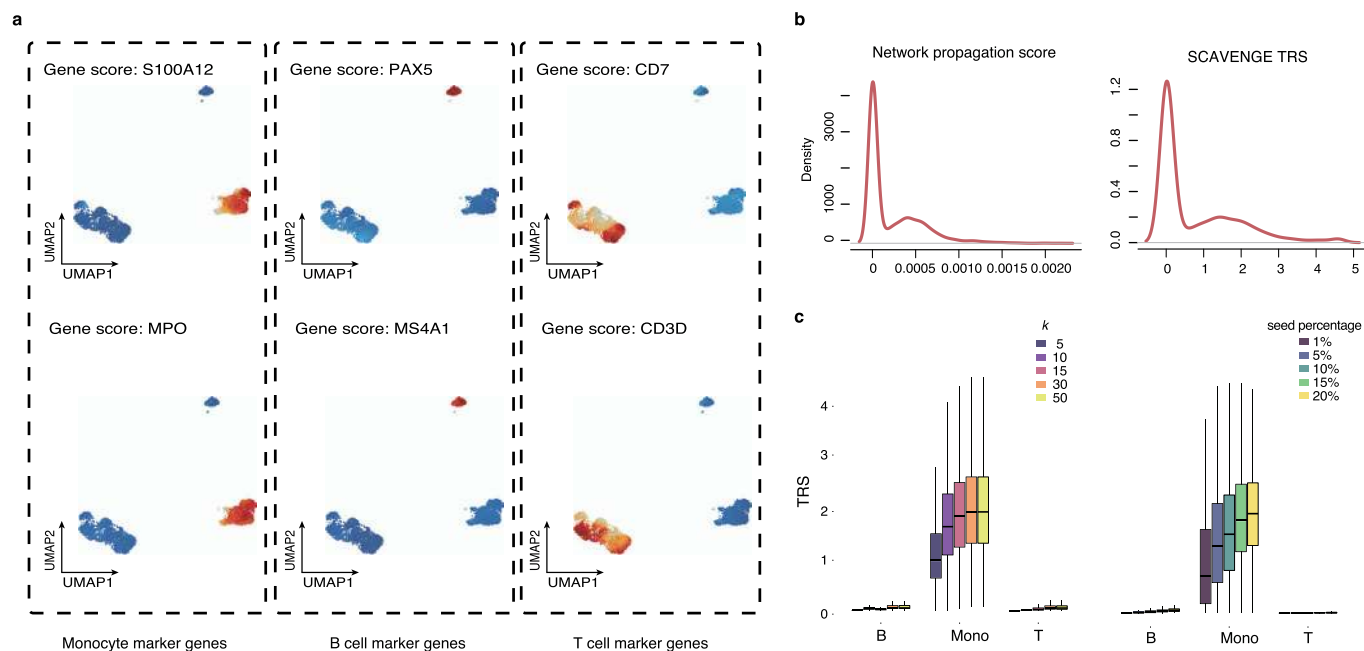 a
Gene score: S100A12
Gene score: PAX5
Gene score: CD7
UMAP2
UMAP1
UMAP2
UMAP1
UMAP2
UMAP1
Gene score: MPO
Gene score: MS4A1
Gene score: CD3D
UMAP2
UMAP1
UMAP2
UMAP1
UMAP2
UMAP1
Monocyte marker genes
B cell marker genes
T cell marker genes
b
Network propagation score
Density
3000
1000
0
0 0.0005 0.0010 0.0015 0.0020
SCAVENGE TRS
1.2
0.8
0.4
0.0
0 1 2 3 4 5
c
k
5
10
15
30
50
TRS
4
3
2
1
0
B Mono T
seed percentage
1%
5%
10%
15%
20%
B Mono T